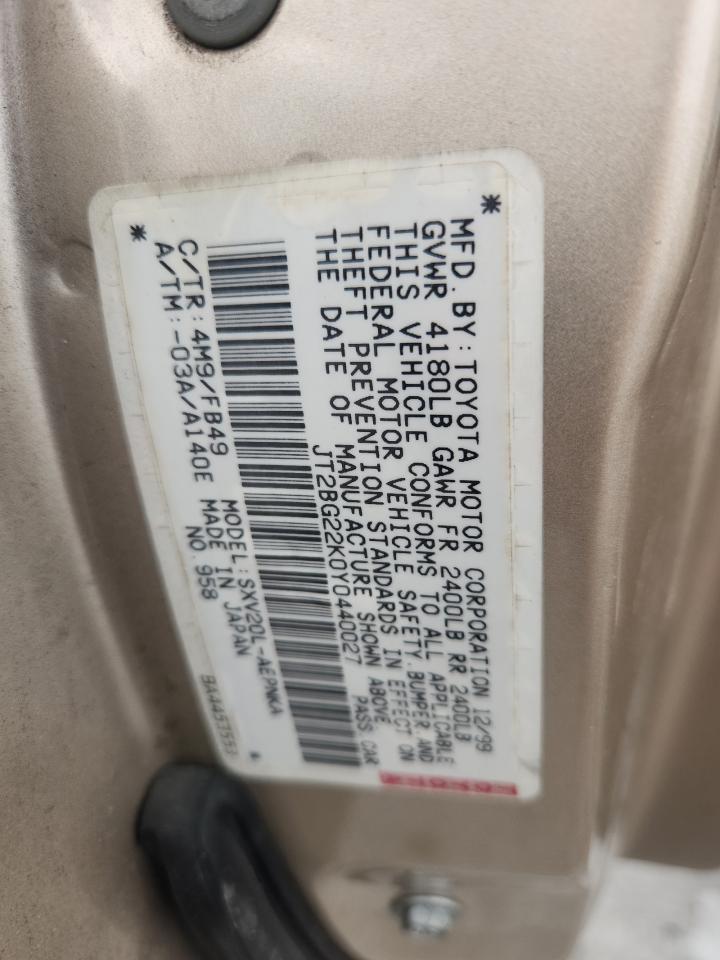 *
MFD. BY: TOYOTA MOTOR CORPORATION 12/99
GVWR 4180LB GAWR FR 2400LB RR 2400LB
THIS VEHICLE CONFORMS TO ALL APPLICABLE
FEDERAL MOTOR VEHICLE SAFETY, BUMPER, AND
THEFT PREVENTION STANDARDS IN EFFECT ON
THE DATE OF MANUFACTURE SHOWN ABOVE.
JT2BG22K0Y0440027 PASS.CAR
*
C/TR: 4M9/FB49 MODEL: SXV20L-AEPNKA
A/TM: -03A/A140E MADE IN JAPAN
NO 958
BA4457553
*